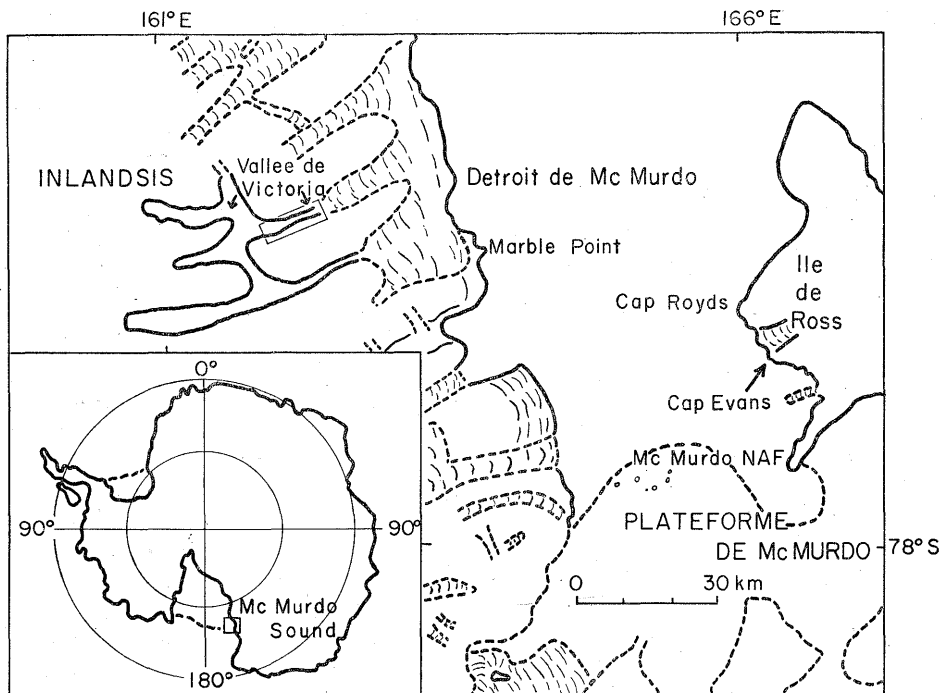 161° E
166° E
INLANDSIS
Vallee de
Victoria
Detroit de Mc Murdo
Marble Point
Ile
de
Ross
Cap Royds
Cap Evans
Mc Murdo NAF
PLATEFORME
DE Mc MURDO
78° S
0
30 km
0°
90°
90°
Mc Murdo
Sound
180°